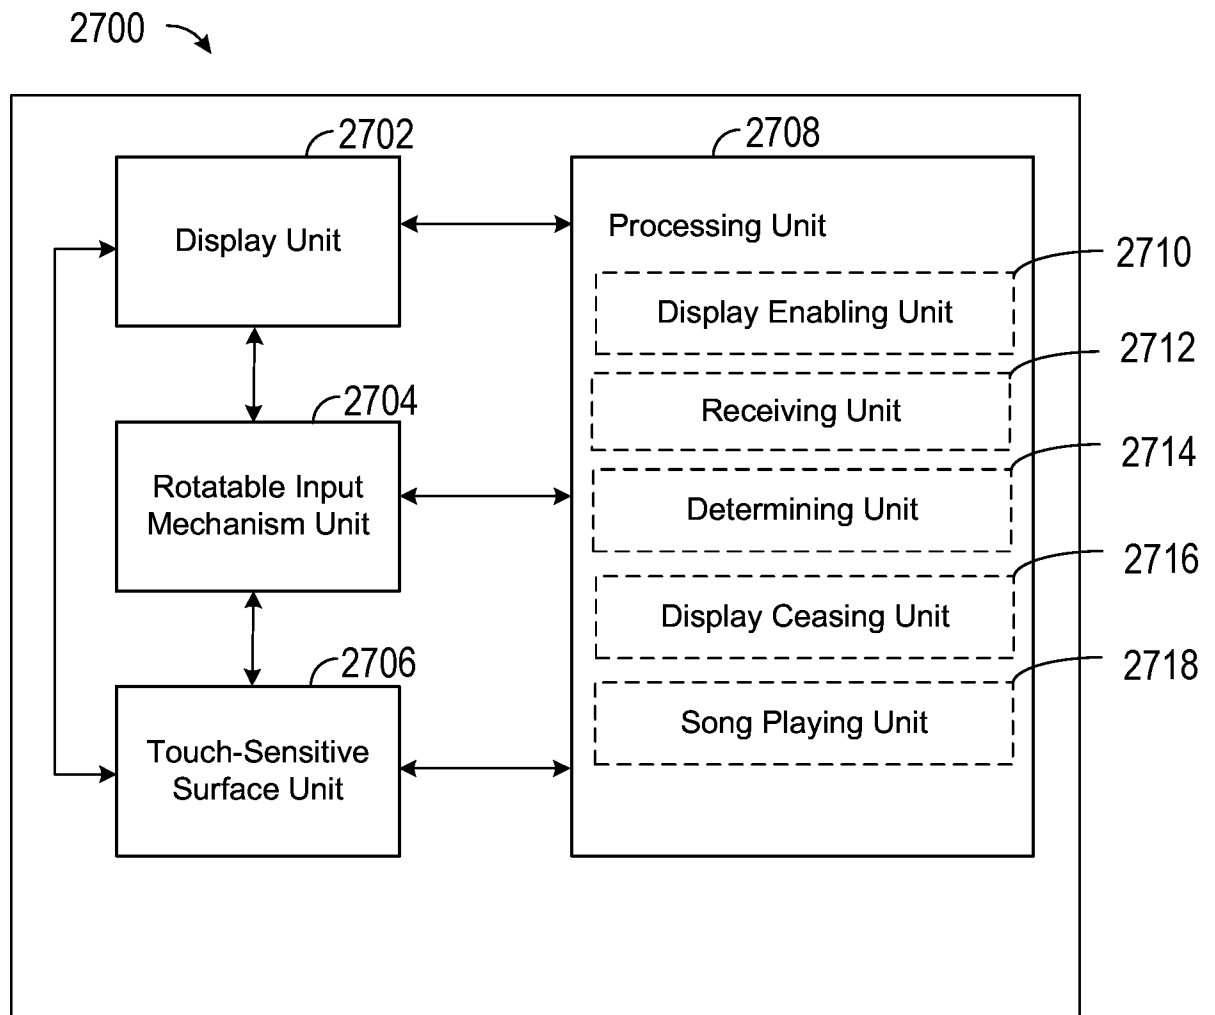 2700
2702
Display Unit
2704
Rotatable Input
Mechanism Unit
2706
Touch-Sensitive
Surface Unit
2708
Processing Unit
2710
Display Enabling Unit
2712
Receiving Unit
2714
Determining Unit
2716
Display Ceasing Unit
2718
Song Playing Unit